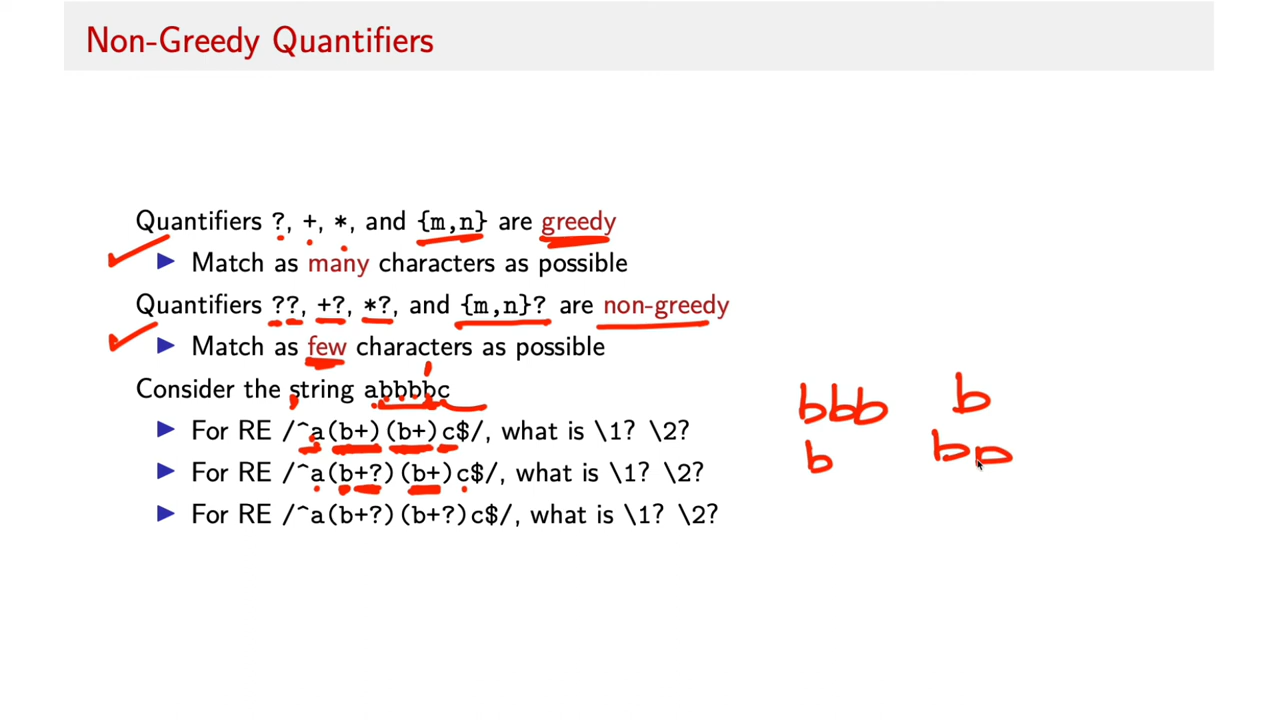 Non-Greedy Quantifiers
Quantifiers ?, +, *, and {m,n} are greedy
▶ Match as many characters as possible
Quantifiers ??, +?, *?, and {m,n}? are non-greedy
▶ Match as few characters as possible
Consider the string abbbbc
▶ For RE /^a(b+)(b+)c$/, what is \1? \2?
bbb b
▶ For RE /^a(b+?)(b+)c$/, what is \1? \2?
b bb
▶ For RE /^a(b+?)(b+?)c$/, what is \1? \2?